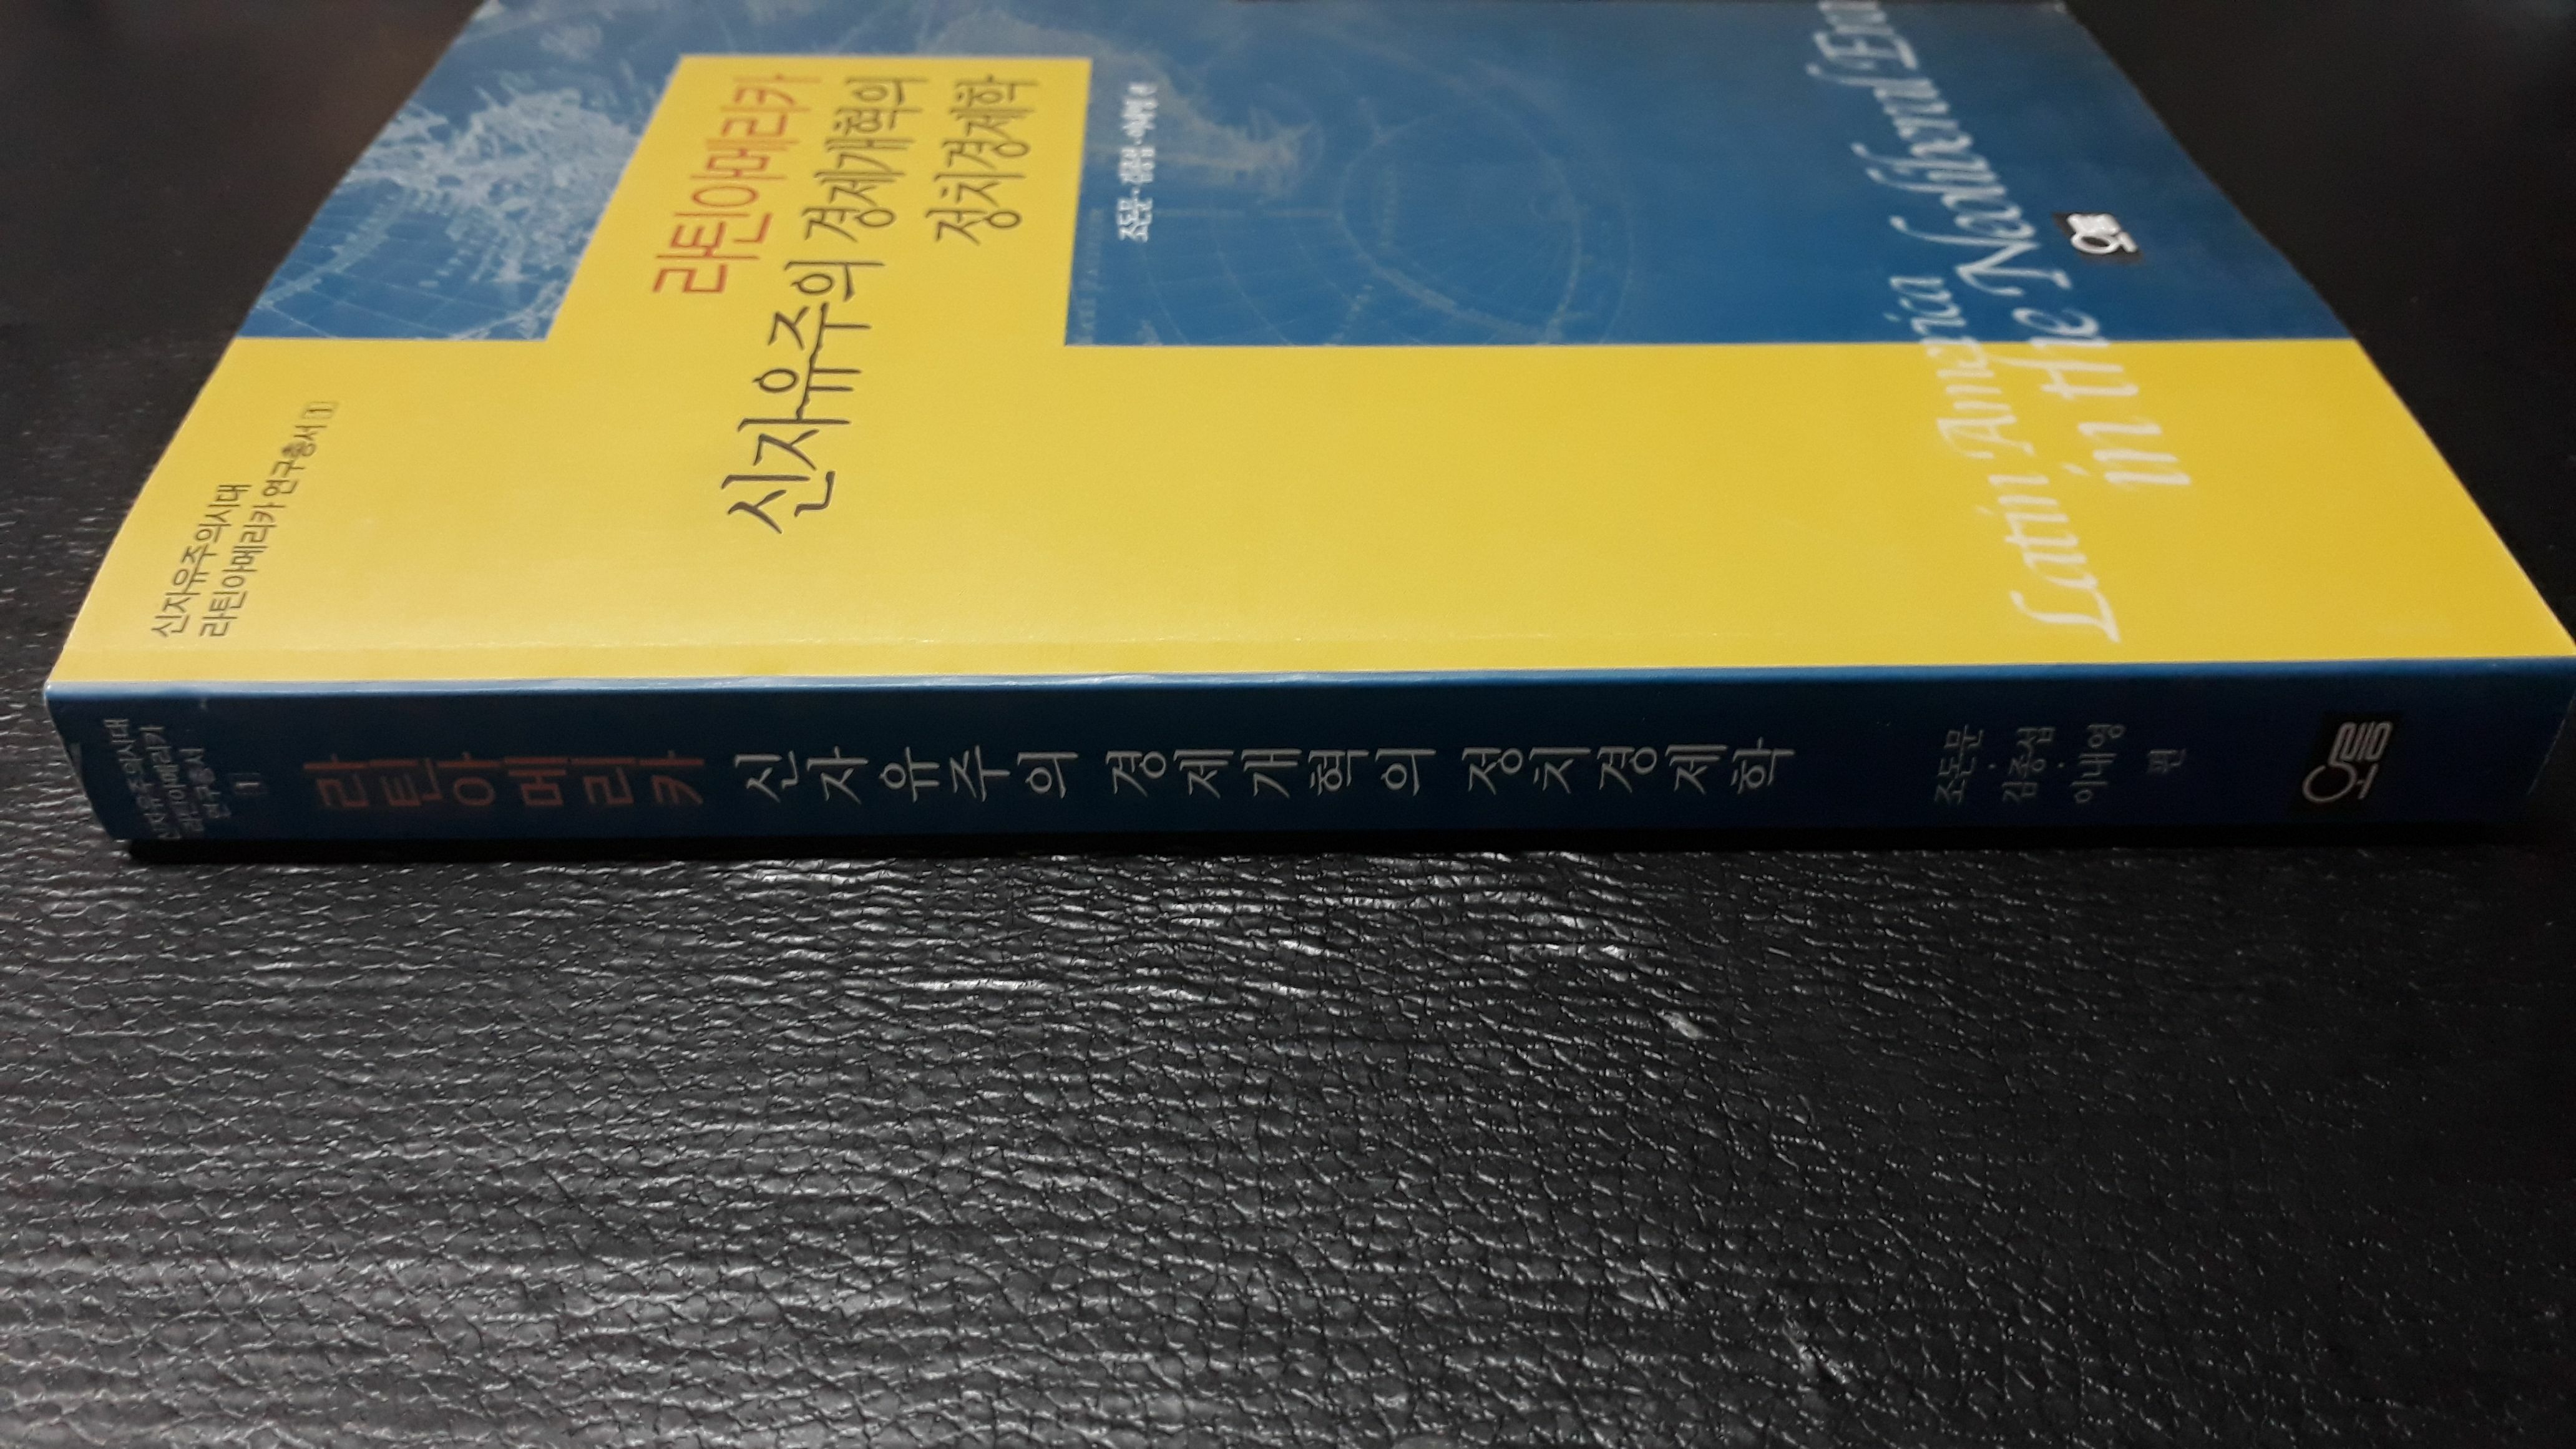 신자유주의시대
라틴아메리카 연구총서 1
라틴아메리카
신자유주의 경제개혁의
정치경제학
조돈문·김종섭·이내영 편
Latin America
in the Neoliberal Era
오름
신자유주의시대
라틴아메리카
연구총서
1
라틴아메리카 신자유주의 경제개혁의 정치경제학
조돈문·
김종섭·
이내영
편
오름